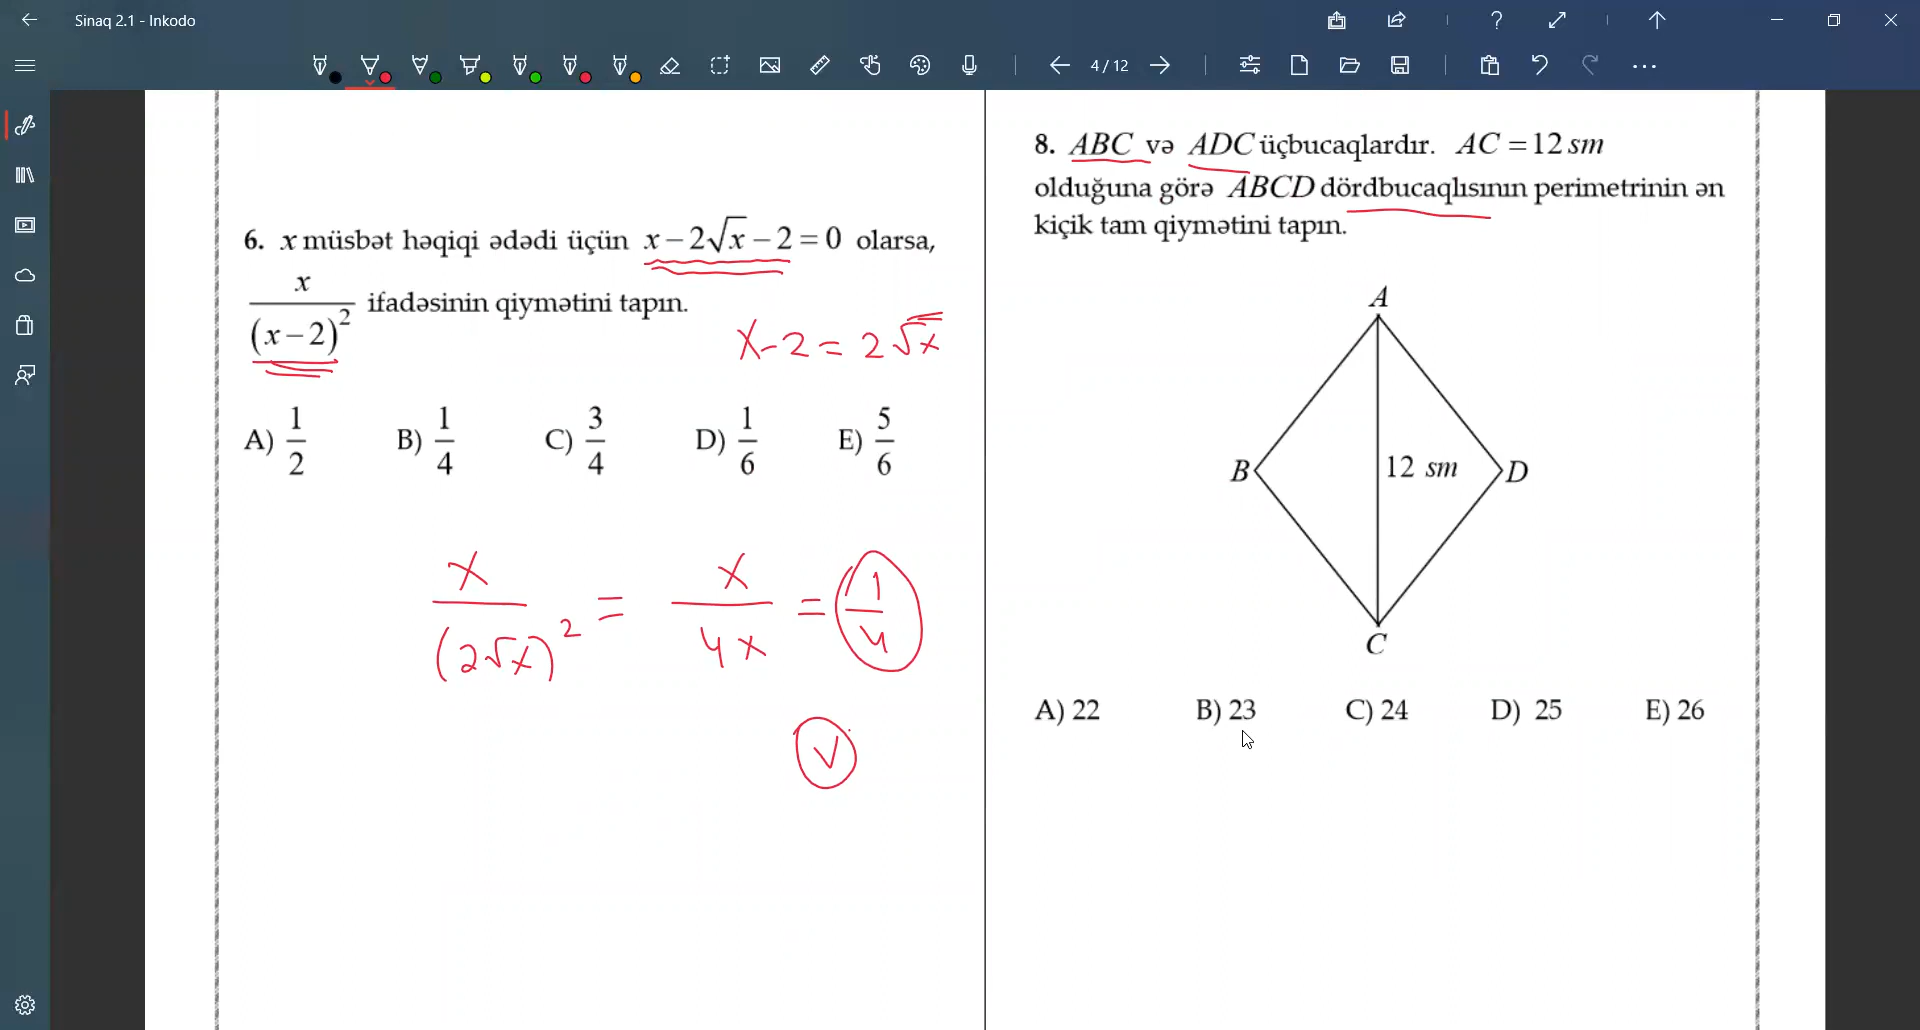 Sinaq 2.1 - Inkodo
4 / 12
6. x müsbət həqiqi ədədi üçün x − 2√x − 2 = 0 olarsa,
x
(x − 2)² ifadəsinin qiymətini tapın.
x − 2 = 2√x
A) 1/2 B) 1/4 C) 3/4 D) 1/6 E) 5/6
x/(2√x)² = x/4x = 1/4
V
8. ABC və ADC üçbucaqlardır. AC = 12 sm
olduğuna görə ABCD dördbucaqlısının perimetrinin ən
kiçik tam qiymətini tapın.
A
B 12 sm D
C
A) 22 B) 23 C) 24 D) 25 E) 26